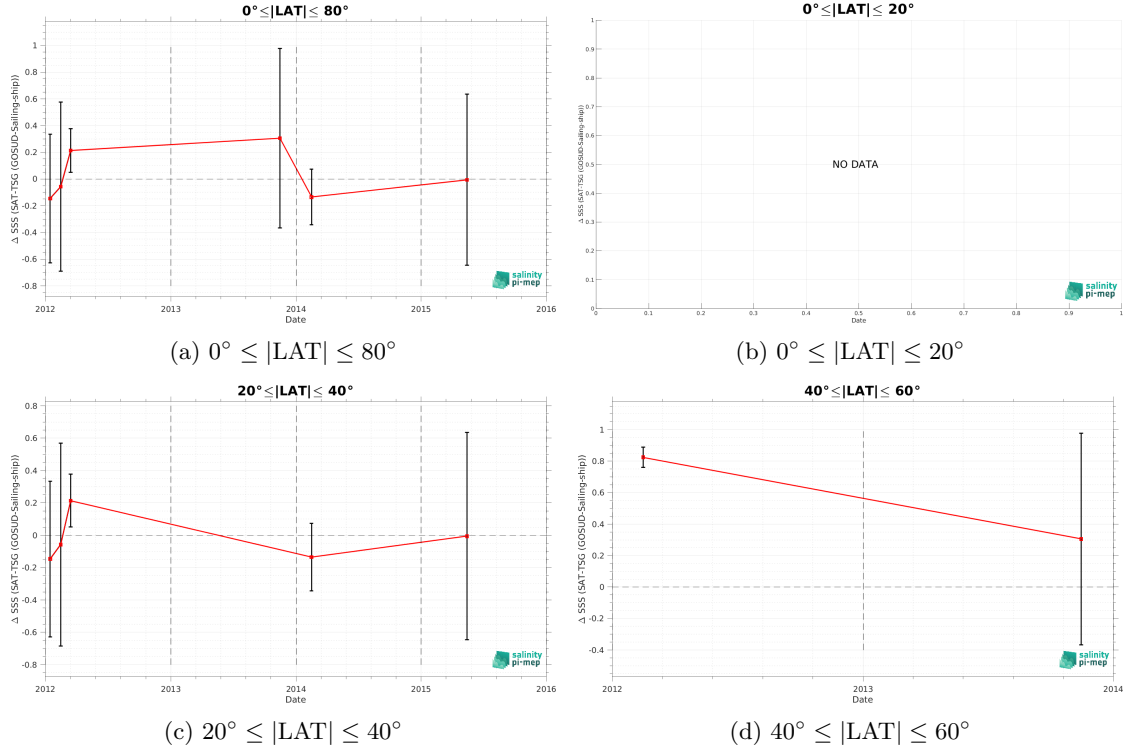 0°≤|LAT|≤ 80°
Δ SSS (SAT-TSG (GOSUD-Sailing-ship))
1
0.8
0.6
0.4
0.2
0
-0.2
-0.4
-0.6
-0.8
2012 2013 2014 2015 2016
Date
salinity
pi-mep
(a) 0° ≤ |LAT| ≤ 80°
0°≤|LAT|≤ 20°
Δ SSS (SAT-TSG (GOSUD-Sailing-ship))
1
0.9
0.8
0.7
0.6
0.5
0.4
0.3
0.2
0.1
0
NO DATA
0 0.1 0.2 0.3 0.4 0.5 0.6 0.7 0.8 0.9 1
Date
salinity
pi-mep
(b) 0° ≤ |LAT| ≤ 20°
20°≤|LAT|≤ 40°
Δ SSS (SAT-TSG (GOSUD-Sailing-ship))
0.8
0.6
0.4
0.2
0
-0.2
-0.4
-0.6
-0.8
2012 2013 2014 2015 2016
Date
salinity
pi-mep
(c) 20° ≤ |LAT| ≤ 40°
40°≤|LAT|≤ 60°
Δ SSS (SAT-TSG (GOSUD-Sailing-ship))
1
0.8
0.6
0.4
0.2
0
-0.2
-0.4
2012 2013 2014
Date
salinity
pi-mep
(d) 40° ≤ |LAT| ≤ 60°